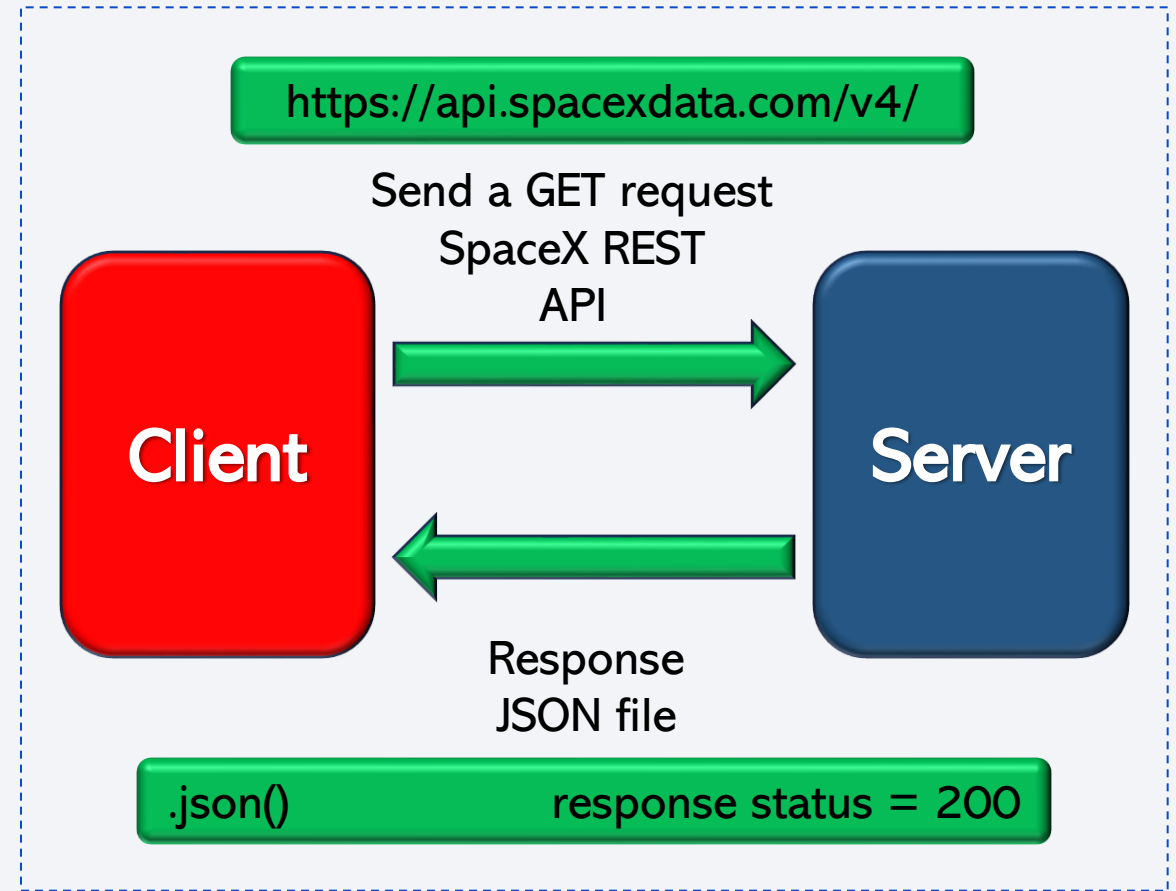 https://api.spacexdata.com/v4/
Send a GET request
SpaceX REST
API
Client
Server
Response
JSON file
.json() response status = 200